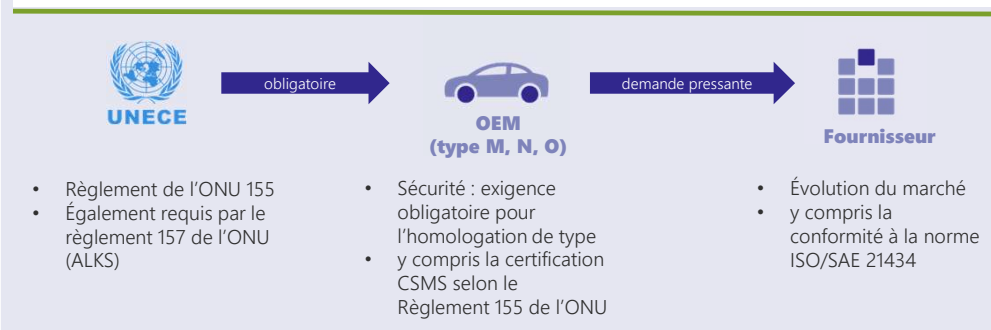 obligatoire
demande pressante
UNECE
OEM
(type M, N, O)
Fournisseur
• Règlement de l’ONU 155
• Également requis par le
règlement 157 de l’ONU
(ALKS)
• Sécurité : exigence
obligatoire pour
l’homologation de type
• y compris la certification
CSMS selon le
Règlement 155 de l’ONU
• Évolution du marché
• y compris la
conformité à la norme
ISO/SAE 21434